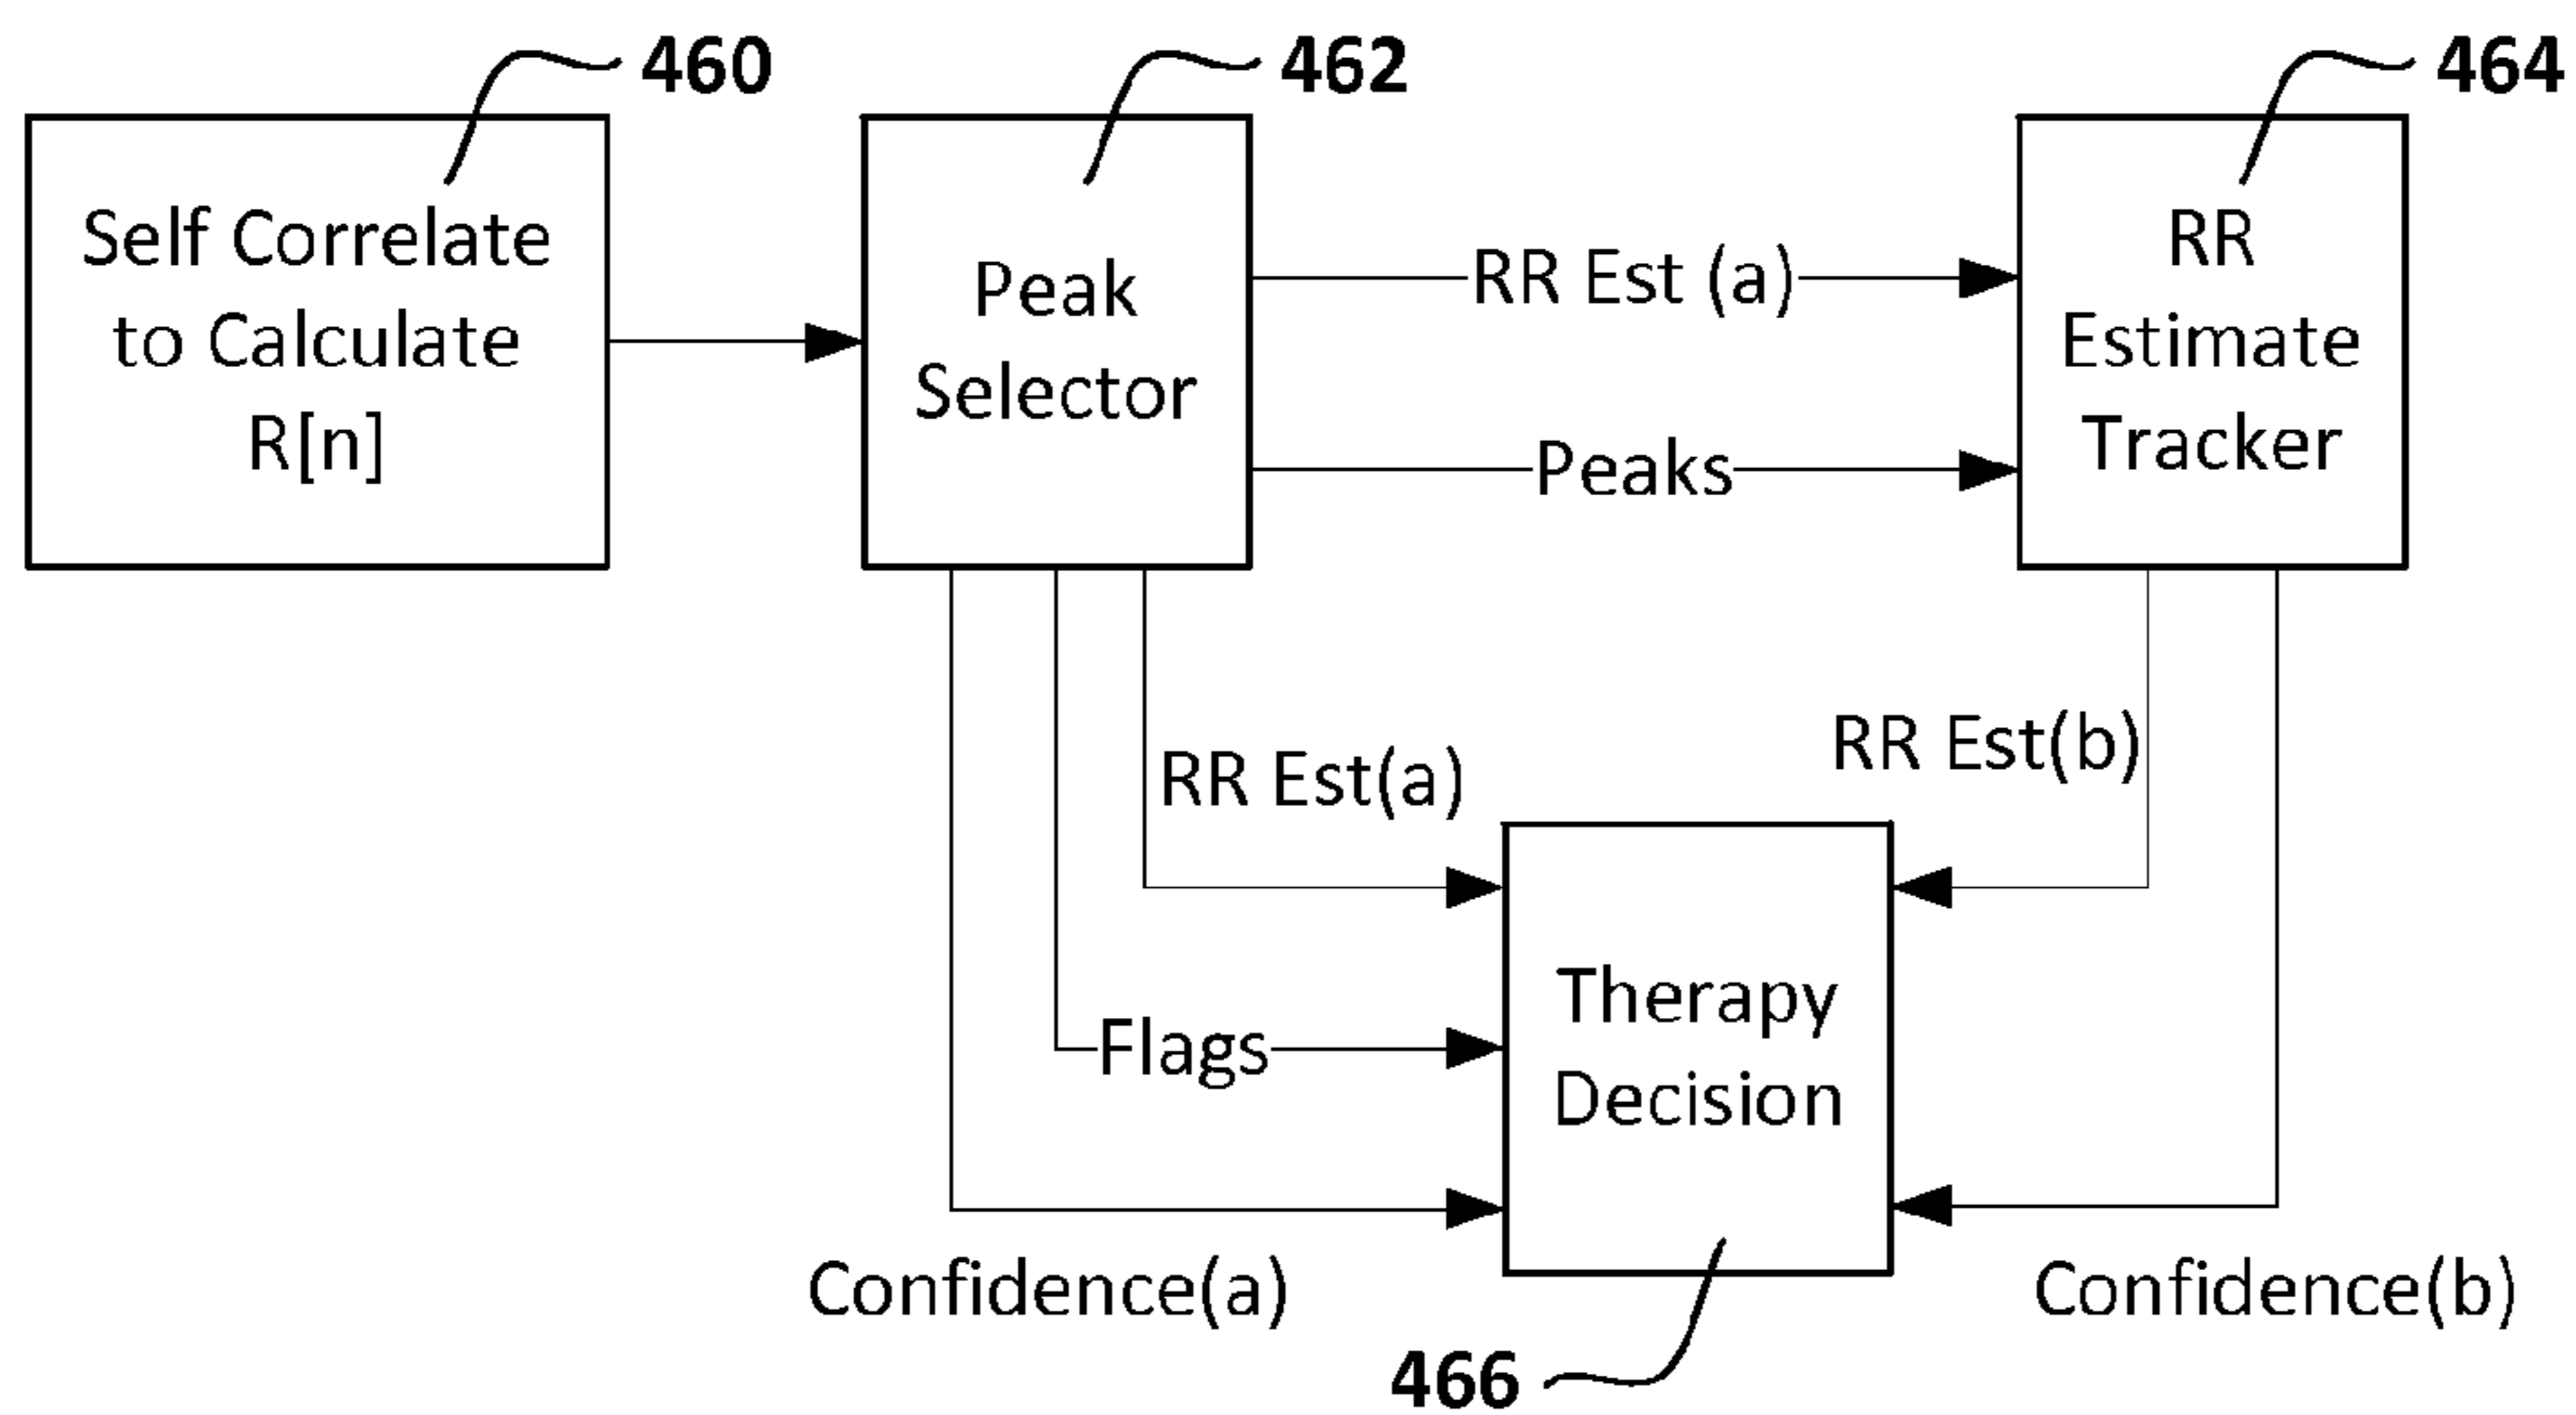 460
462
464
Self Correlate
to Calculate
R[n]
Peak
Selector
RR Est (a)
Peaks
RR
Estimate
Tracker
RR Est(a)
RR Est(b)
Flags
Therapy
Decision
Confidence(a)
Confidence(b)
466